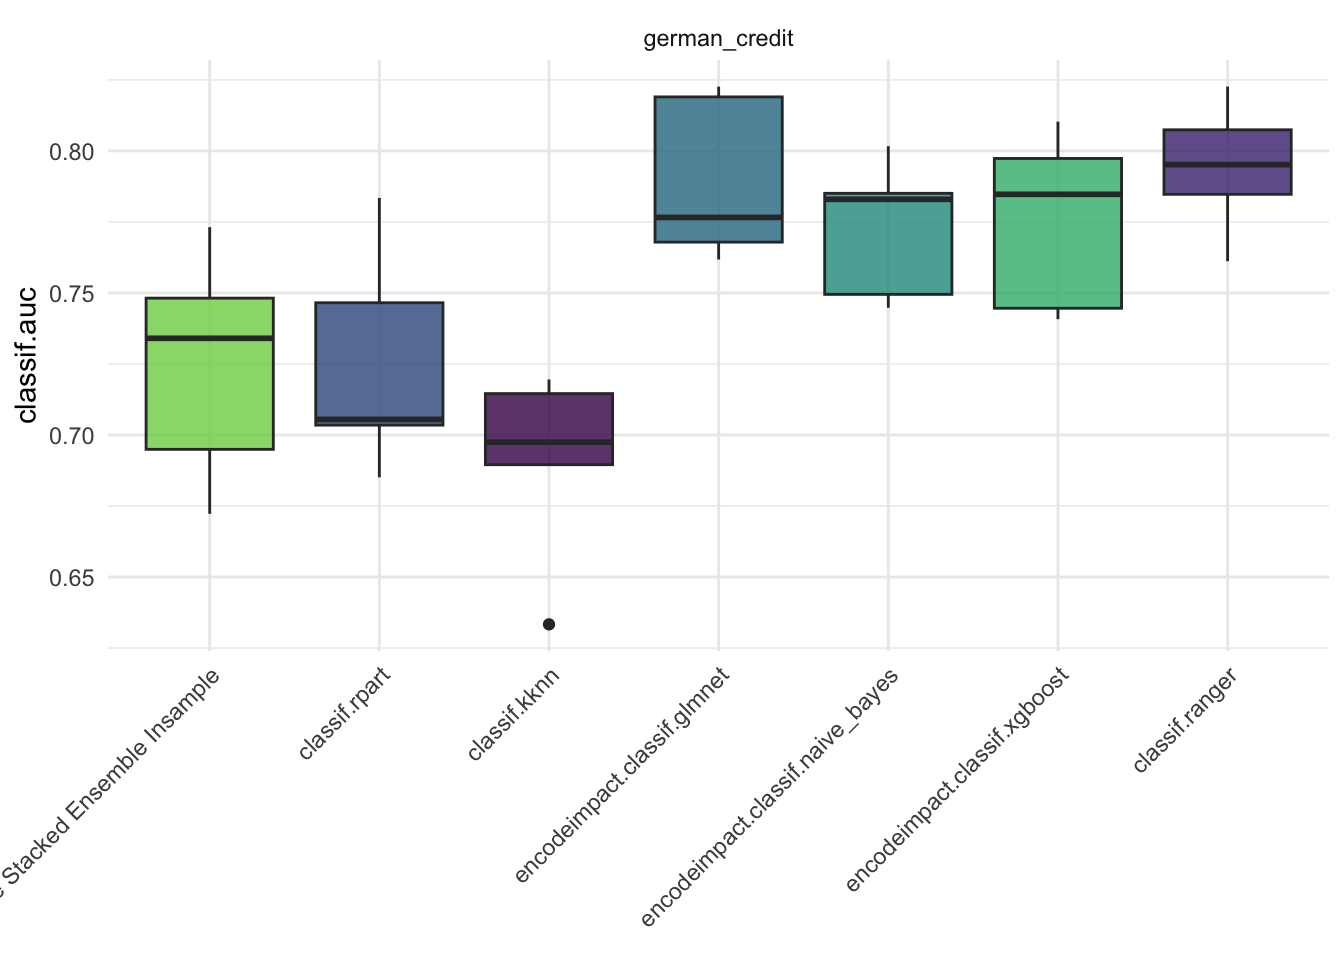 german_credit
classif.auc
0.80
0.75
0.70
0.65
Stacked Ensemble Insample
classif.rpart
classif.kknn
encodeimpact.classif.glmnet
encodeimpact.classif.naive_bayes
encodeimpact.classif.xgboost
classif.ranger